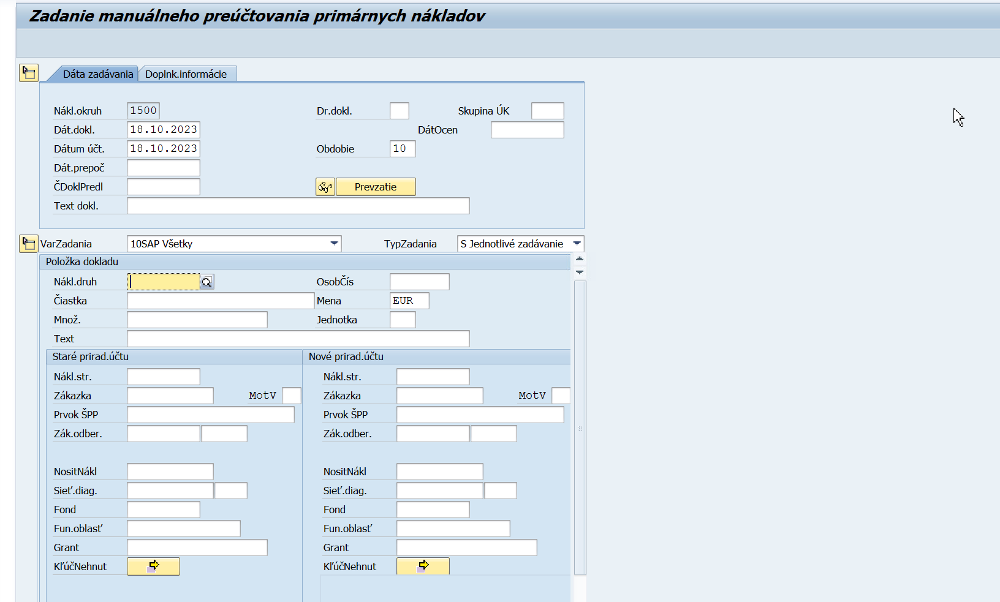 Zadanie manuálneho preúčtovania primárnych nákladov
Dáta zadávania Doplnk.informácie
Nákl.okruh 1500 Dr.dokl. Skupina ÚK
Dát.dokl. 18.10.2023 DátOcen
Dátum účt. 18.10.2023 Obdobie 10
Dát.prepoč
ČDoklPredl Prevzatie
Text dokl.
VarZadania 10SAP Všetky TypZadania S Jednotlivé zadávanie
Položka dokladu
Nákl.druh OsobČís
Čiastka Mena EUR
Množ. Jednotka
Text
Staré prirad.účtu Nové prirad.účtu
Nákl.str. Nákl.str.
Zákazka MotV Zákazka MotV
Prvok ŠPP Prvok ŠPP
Zák.odber. Zák.odber.
NositNákl NositNákl
Sieť.diag. Sieť.diag.
Fond Fond
Fun.oblasť Fun.oblasť
Grant Grant
KľúčNehnut KľúčNehnut